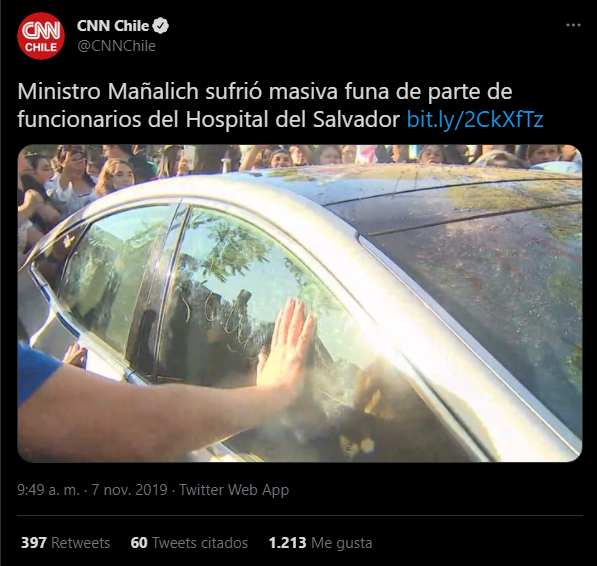 CNN
CHILE
CNN Chile
@CNNChile
Ministro Mañalich sufrió masiva funa de parte de
funcionarios del Hospital del Salvador bit.ly/2CkXfTz
9:49 a. m. · 7 nov. 2019 · Twitter Web App
397 Retweets 60 Tweets citados 1.213 Me gusta